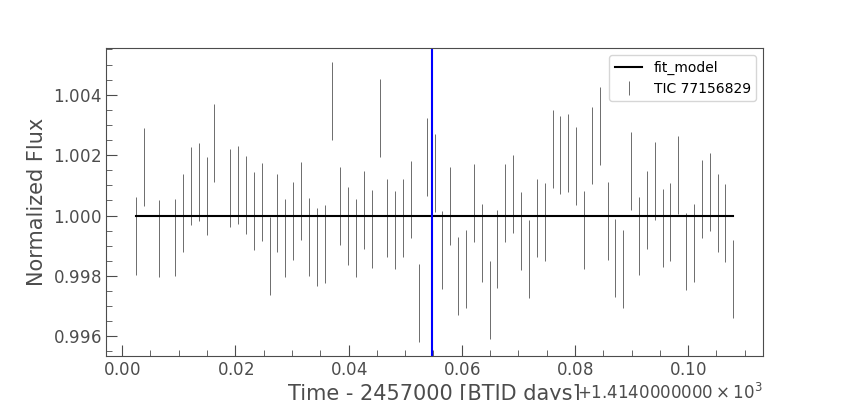 fit_model
TIC 77156829
Normalized Flux
1.004
1.002
1.000
0.998
0.996
0.00
0.02
0.04
0.06
0.08
0.10
Time - 2457000 [BTJD days]
+1.4140000000 × 10³